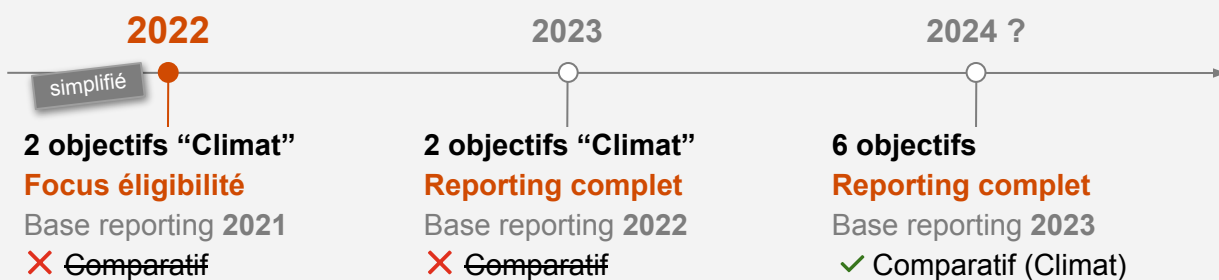 2022
2023
2024 ?
simplifié
2 objectifs “Climat”
Focus éligibilité
Base reporting 2021
Comparatif
2 objectifs “Climat”
Reporting complet
Base reporting 2022
Comparatif
6 objectifs
Reporting complet
Base reporting 2023
Comparatif (Climat)